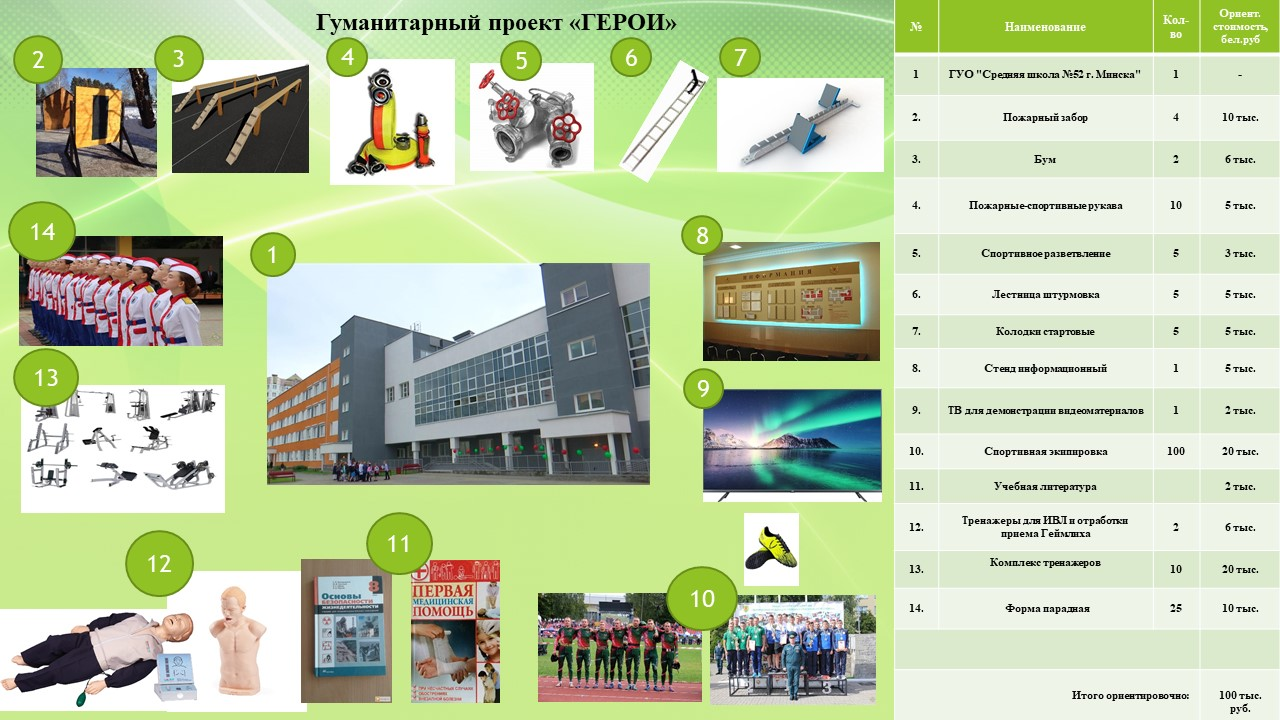 Гуманитарный проект «ГЕРОИ»
2
3
4
5
6
7
14
1
8
ИНФОРМАЦИЯ
13
9
12
11
10
8
Основы
БЕЗОПАСНОСТИ
ЖИЗНЕДЕЯТЕЛЬНОСТИ
ПЕРВАЯ
МЕДИЦИНСКАЯ
ПОМОЩЬ
ПРИ НЕСЧАСТНЫХ СЛУЧАЯХ
3
№ Наименование Кол-во Ориент. стоимость, бел.руб
1 ГУО "Средняя школа №52 г. Минска" 1 -
2. Пожарный забор 4 10 тыс.
3. Бум 2 6 тыс.
4. Пожарные-спортивные рукава 10 5 тыс.
5. Спортивное разветвление 5 3 тыс.
6. Лестница штурмовка 5 5 тыс.
7. Колодки стартовые 5 5 тыс.
8. Стенд информационный 1 5 тыс.
9. ТВ для демонстрации видеоматериалов 1 2 тыс.
10. Спортивная экипировка 100 20 тыс.
11. Учебная литература 2 тыс.
12. Тренажеры для ИВЛ и отработки
приема Геймлиха 2 6 тыс.
13. Комплекс тренажеров 10 20 тыс.
14. Форма парадная 25 10 тыс.
Итого ориентировочно: 100 тыс.
руб.